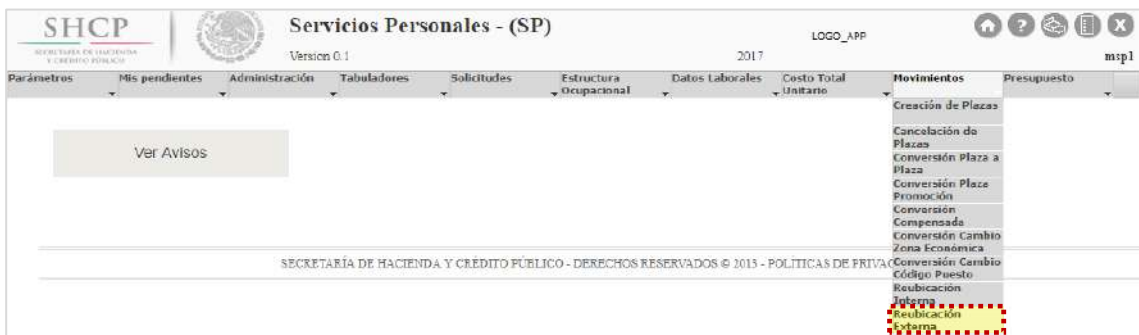 SHCP
SECRETARÍA DE HACIENDA
Y CRÉDITO PÚBLICO
Servicios Personales - (SP)
Version 0.1
2017
LOGO_APP
msp1
Parámetros
Mis pendientes
Administración
Tabuladores
Solicitudes
Estructura
Ocupacional
Datos Laborales
Costo Total
Unitario
Movimientos
Presupuesto
Creación de Plazas
Cancelación de
Plazas
Conversión Plaza a
Plaza
Conversión Plaza
Promoción
Conversión
Compensada
Conversión Cambio
Zona Económica
Conversión Cambio
Código Puesto
Reubicación
Interna
Reubicación
Externa
Ver Avisos
SECRETARÍA DE HACIENDA Y CRÉDITO PÚBLICO - DERECHOS RESERVADOS © 2013 - POLÍTICAS DE PRIVAC